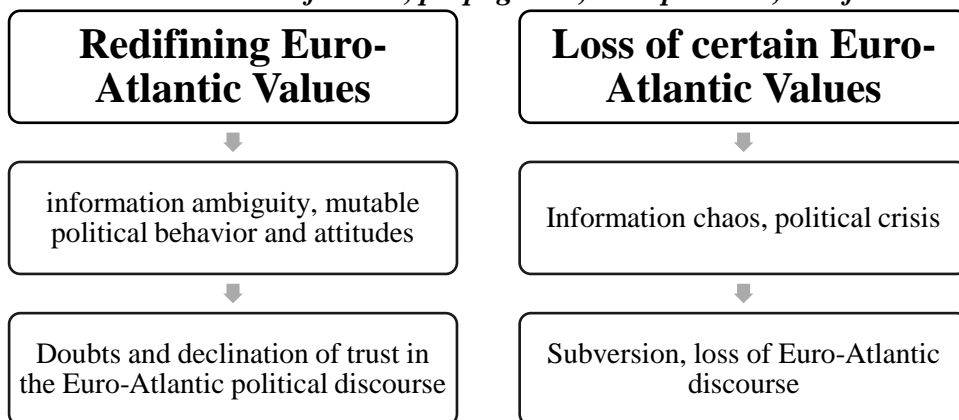 Redifining Euro-
Atlantic Values
information ambiguity, mutable
political behavior and attitudes
Doubts and declination of trust in
the Euro-Atlantic political discourse
Loss of certain Euro-
Atlantic Values
Information chaos, political crisis
Subversion, loss of Euro-Atlantic
discourse